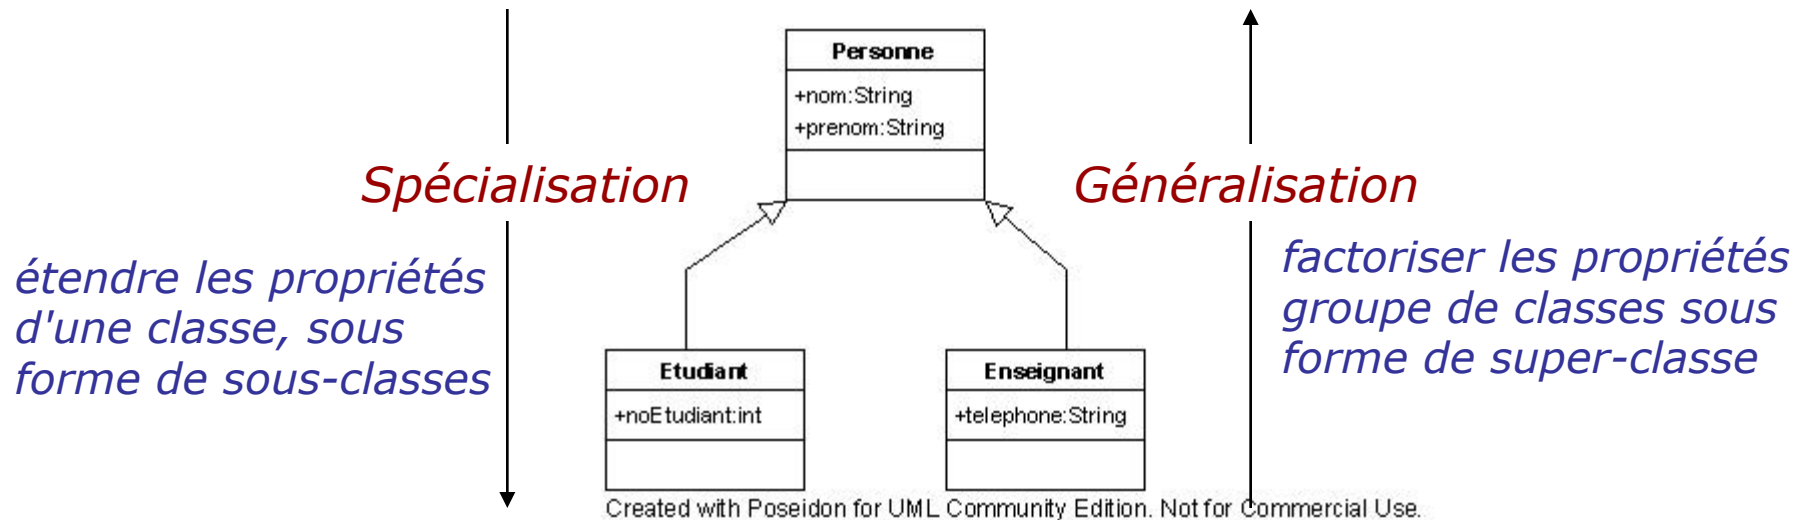 Personne
+nom:String
+prenom:String
Spécialisation
Généralisation
étendre les propriétés
d'une classe, sous
forme de sous-classes
factoriser les propriétés
groupe de classes sous
forme de super-classe
Etudiant
+noEtudiant:int
Enseignant
+telephone:String
Created with Poseidon for UML Community Edition. Not for Commercial Use.